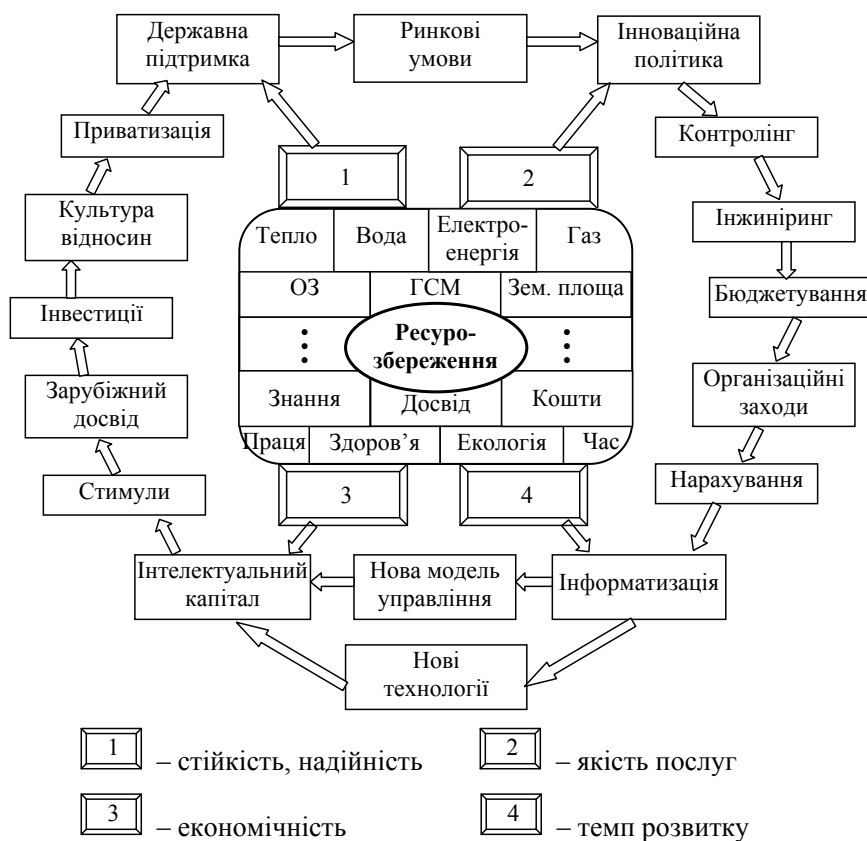 Державна
підтримка
Ринкові
умови
Інноваційна
політика
Приватизація
Контролінг
1
2
Культура
відносин
Інжиніринг
Тепло
Вода
Електро-
енергія
Газ
ОЗ
ГСМ
Зем. площа
Інвестиції
Бюджетування
Ресуро-
збереження
Зарубіжний
досвід
Організаційні
заходи
Знання
Досвід
Кошти
Праця
Здоров’я
Екологія
Час
Стимули
3
4
Нарахування
Інтелектуальний
капітал
Нова модель
управління
Інформатизація
Нові
технології
1 – стійкість, надійність
2 – якість послуг
3 – економічність
4 – темп розвитку